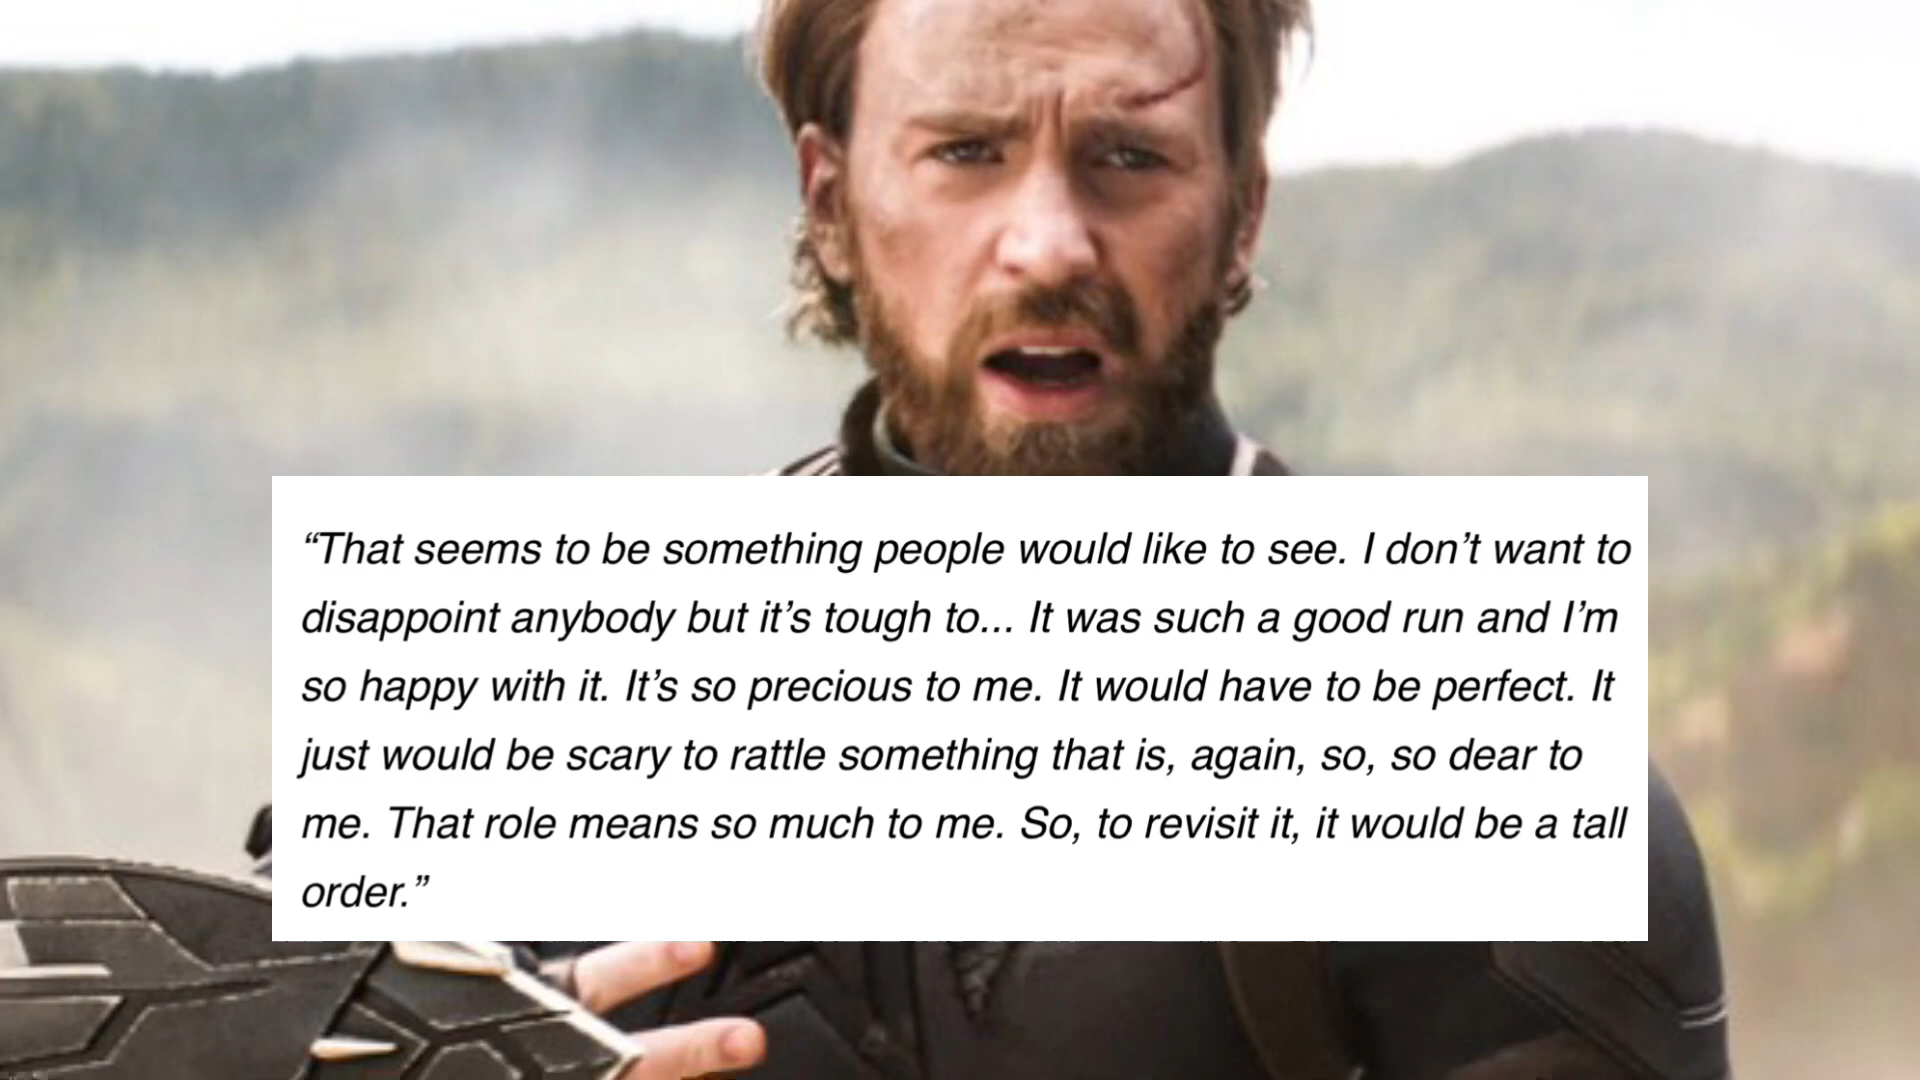 “That seems to be something people would like to see. I don’t want to
disappoint anybody but it’s tough to... It was such a good run and I’m
so happy with it. It’s so precious to me. It would have to be perfect. It
just would be scary to rattle something that is, again, so, so dear to
me. That role means so much to me. So, to revisit it, it would be a tall
order.”